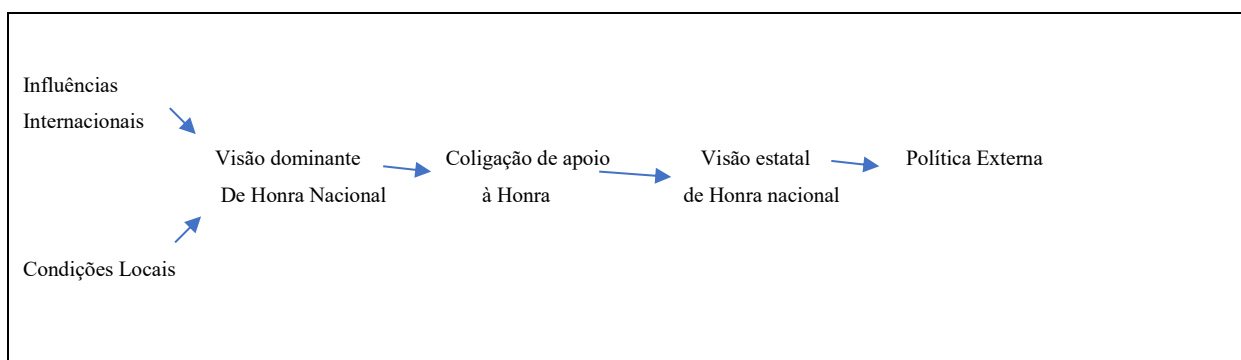 Influências
Internacionais
Visão dominante
De Honra Nacional
Coligação de apoio
à Honra
Visão estatal
de Honra nacional
Política Externa
Condições Locais